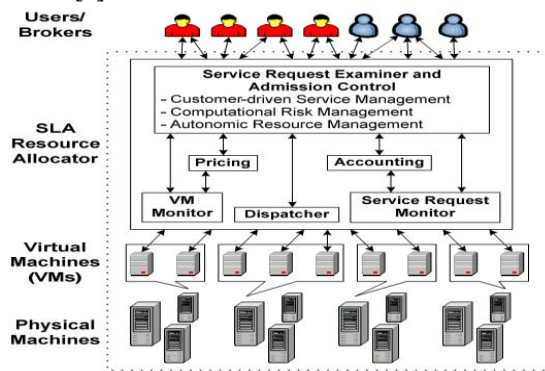 Users/
Brokers
Service Request Examiner and
Admission Control
- Customer-driven Service Management
- Computational Risk Management
- Autonomic Resource Management
SLA
Resource
Allocator
Pricing
Accounting
VM
Monitor
Dispatcher
Service Request
Monitor
Virtual
Machines
(VMs)
Physical
Machines